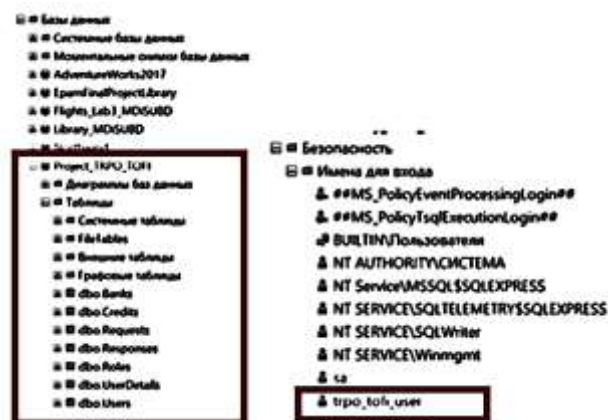 Базы данных
Системные базы данных
Моментальные снимки базы данных
AdventureWorks2017
EpamFinalProjectLibrary
Flights_Lab3_MDiSUBD
Library_MDiSUBD
Project_TRPO_TOFI
Диаграммы баз данных
Таблицы
Системные таблицы
FileTables
Внешние таблицы
Графовые таблицы
dbo.Banks
dbo.Credits
dbo.Requests
dbo.Responses
dbo.Roles
dbo.UserDetails
dbo.Users
Безопасность
Имена для входа
##MS_PolicyEventProcessingLogin##
##MS_PolicyTsqlExecutionLogin##
BUILTIN\Пользователи
NT AUTHORITY\СИСТЕМА
NT Service\MSSQL$SQLEXPRESS
NT SERVICE\SQLTELEMETRY$SQLEXPRESS
NT SERVICE\SQLWriter
NT SERVICE\Winmgmt
sa
trpo_tofi_user